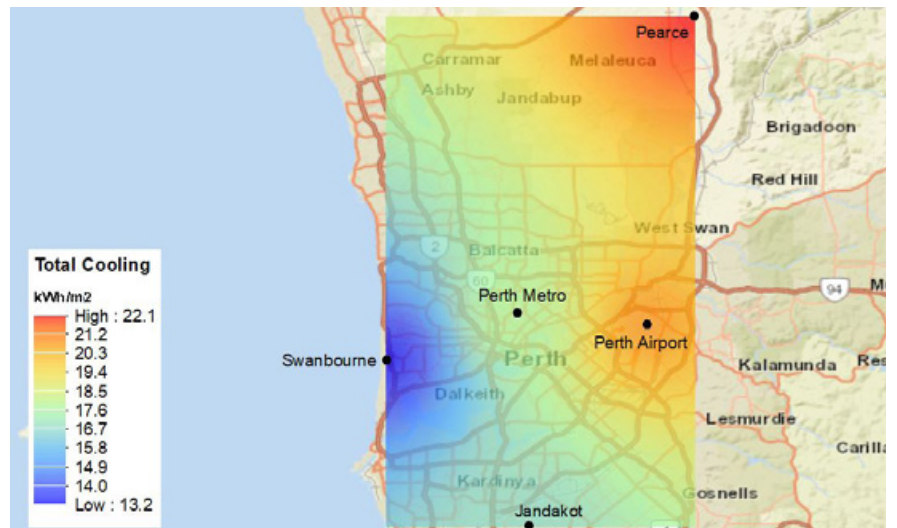 Pearce
Carramar
Melaleuca
Ashby
Jandabup
Brigadoon
Red Hill
West Swan
2
Balcatta
Total Cooling
60
kWh/m2
94
Perth Metro
High : 22.1
21.2
Perth Airport
20.3
Swanbourne
Perth
Kalamunda
Res
19.4
18.5
Dalkeith
17.6
Lesmurdie
16.7
15.8
Carilla
14.9
Kardinya
14.0
Gosnells
Low : 13.2
Jandakot